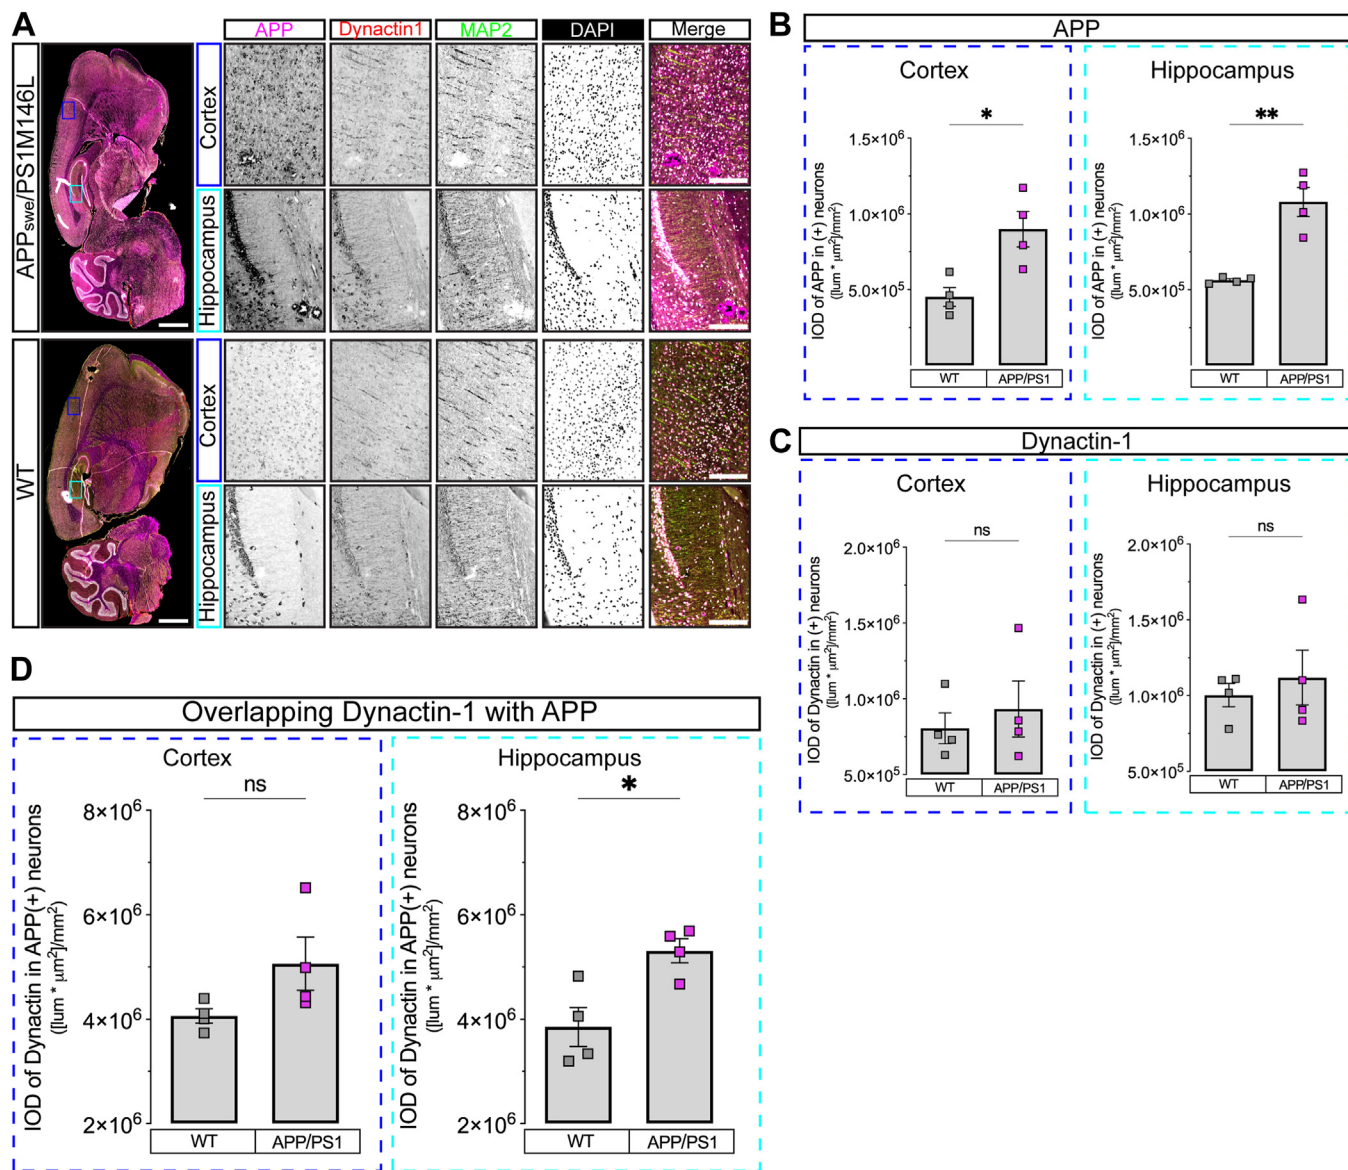 A
APP
Dynactin1
MAP2
DAPI
Merge
APPswe/PS1M146L
Cortex
Hippocampus
WT
Cortex
Hippocampus
B
APP
Cortex
*
IOD of APP in (+) neurons
([lum * µm²]/mm²)
1.5×10⁶
1.0×10⁶
5.0×10⁵
WT
APP/PS1
Hippocampus
**
IOD of APP in (+) neurons
([lum * µm²]/mm²)
1.5×10⁶
1.0×10⁶
5.0×10⁵
WT
APP/PS1
C
Dynactin-1
Cortex
ns
IOD of Dynactin in (+) neurons
([lum * µm²]/mm²)
2.0×10⁶
1.5×10⁶
1.0×10⁶
5.0×10⁵
WT
APP/PS1
Hippocampus
ns
IOD of Dynactin in (+) neurons
([lum * µm²]/mm²)
2.0×10⁶
1.5×10⁶
1.0×10⁶
5.0×10⁵
WT
APP/PS1
D
Overlapping Dynactin-1 with APP
Cortex
ns
IOD of Dynactin in APP(+) neurons
([lum * µm²]/mm²)
8×10⁶
6×10⁶
4×10⁶
2×10⁶
WT
APP/PS1
Hippocampus
*
IOD of Dynactin in APP(+) neurons
([lum * µm²]/mm²)
8×10⁶
6×10⁶
4×10⁶
2×10⁶
WT
APP/PS1